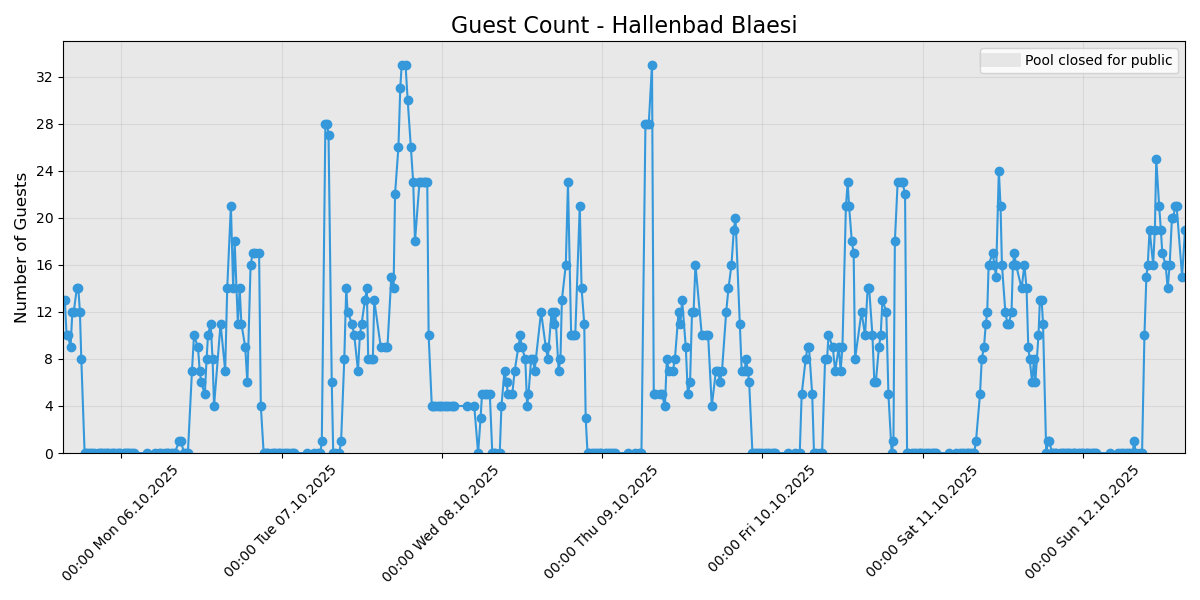 Guest Count - Hallenbad Blaesi
Pool closed for public
Number of Guests
32
28
24
20
16
12
8
4
0
00:00 Mon 06.10.2025
00:00 Tue 07.10.2025
00:00 Wed 08.10.2025
00:00 Thu 09.10.2025
00:00 Fri 10.10.2025
00:00 Sat 11.10.2025
00:00 Sun 12.10.2025